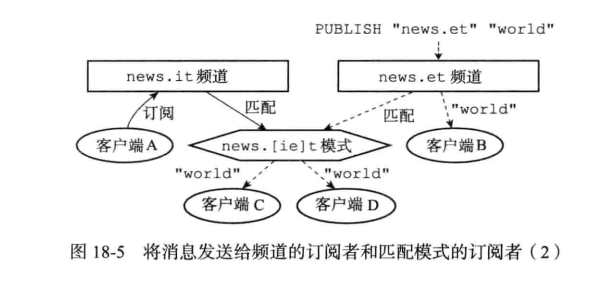 PUBLISH "news.et" "world"
news.it 频道
news.et 频道
订阅
匹配
匹配
"world"
客户端A
news.[ie]t 模式
客户端B
"world"
"world"
客户端 C
客户端 D
图 18-5 将消息发送给频道的订阅者和匹配模式的订阅者（2）